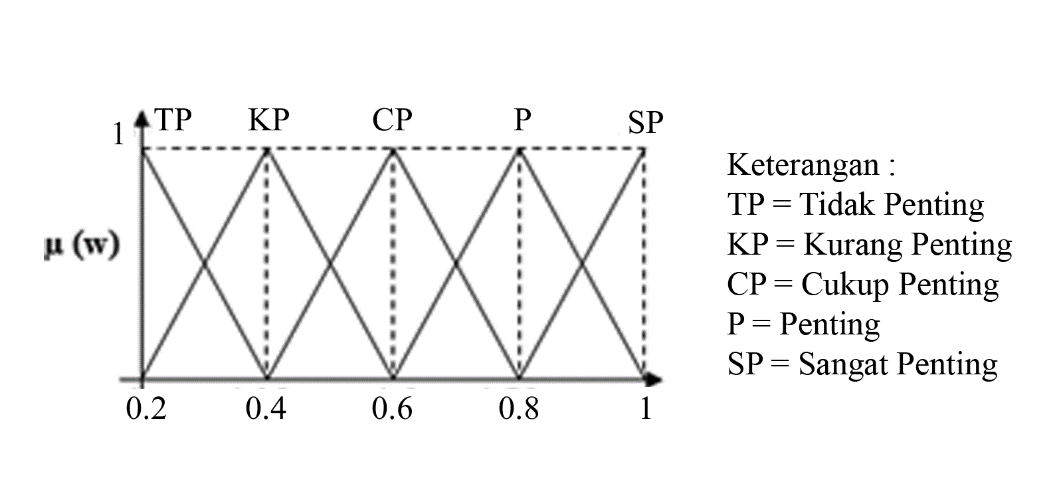 TP KP CP P SP
1
μ (w)
0.2 0.4 0.6 0.8 1
Keterangan :
TP = Tidak Penting
KP = Kurang Penting
CP = Cukup Penting
P = Penting
SP = Sangat Penting